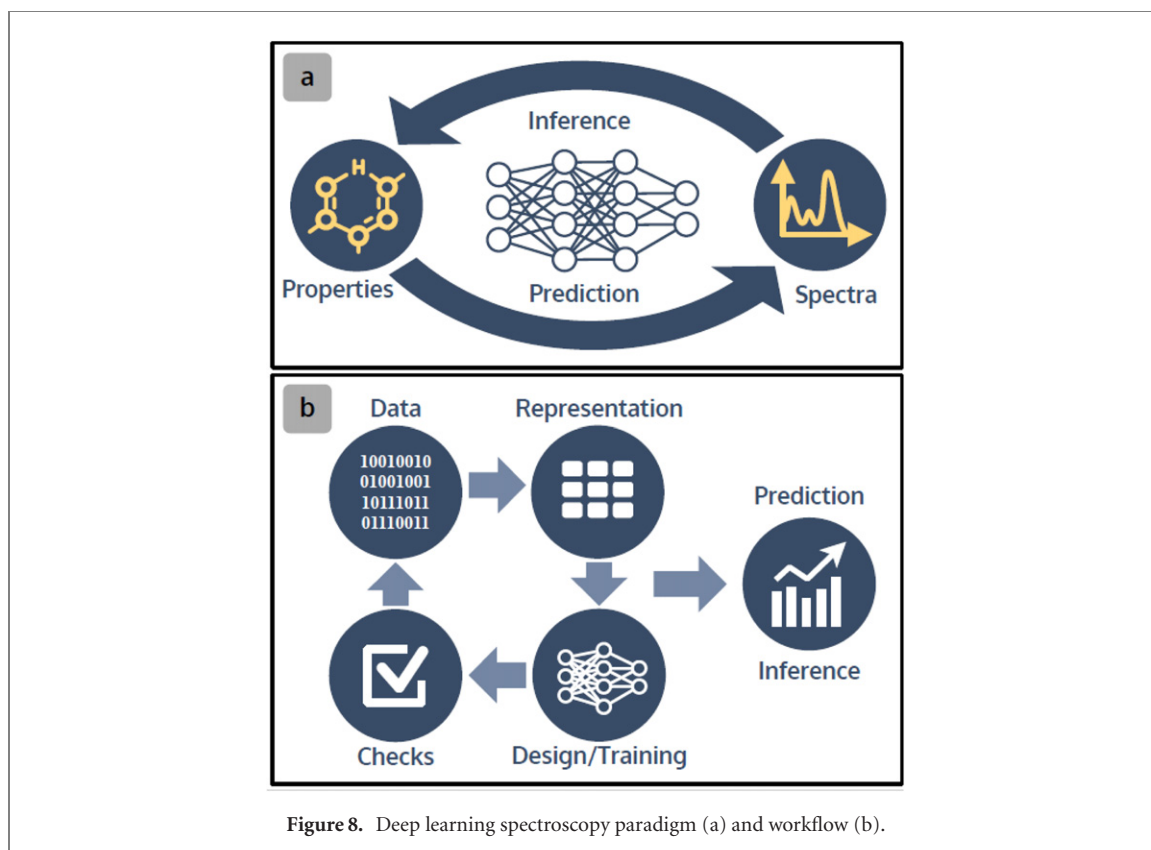 a
Inference
H
Properties
Prediction
Spectra
b
Data
Representation
10010010
01001001
10111011
01110011
Prediction
Inference
Checks
Design/Training
Figure 8. Deep learning spectroscopy paradigm (a) and workflow (b).